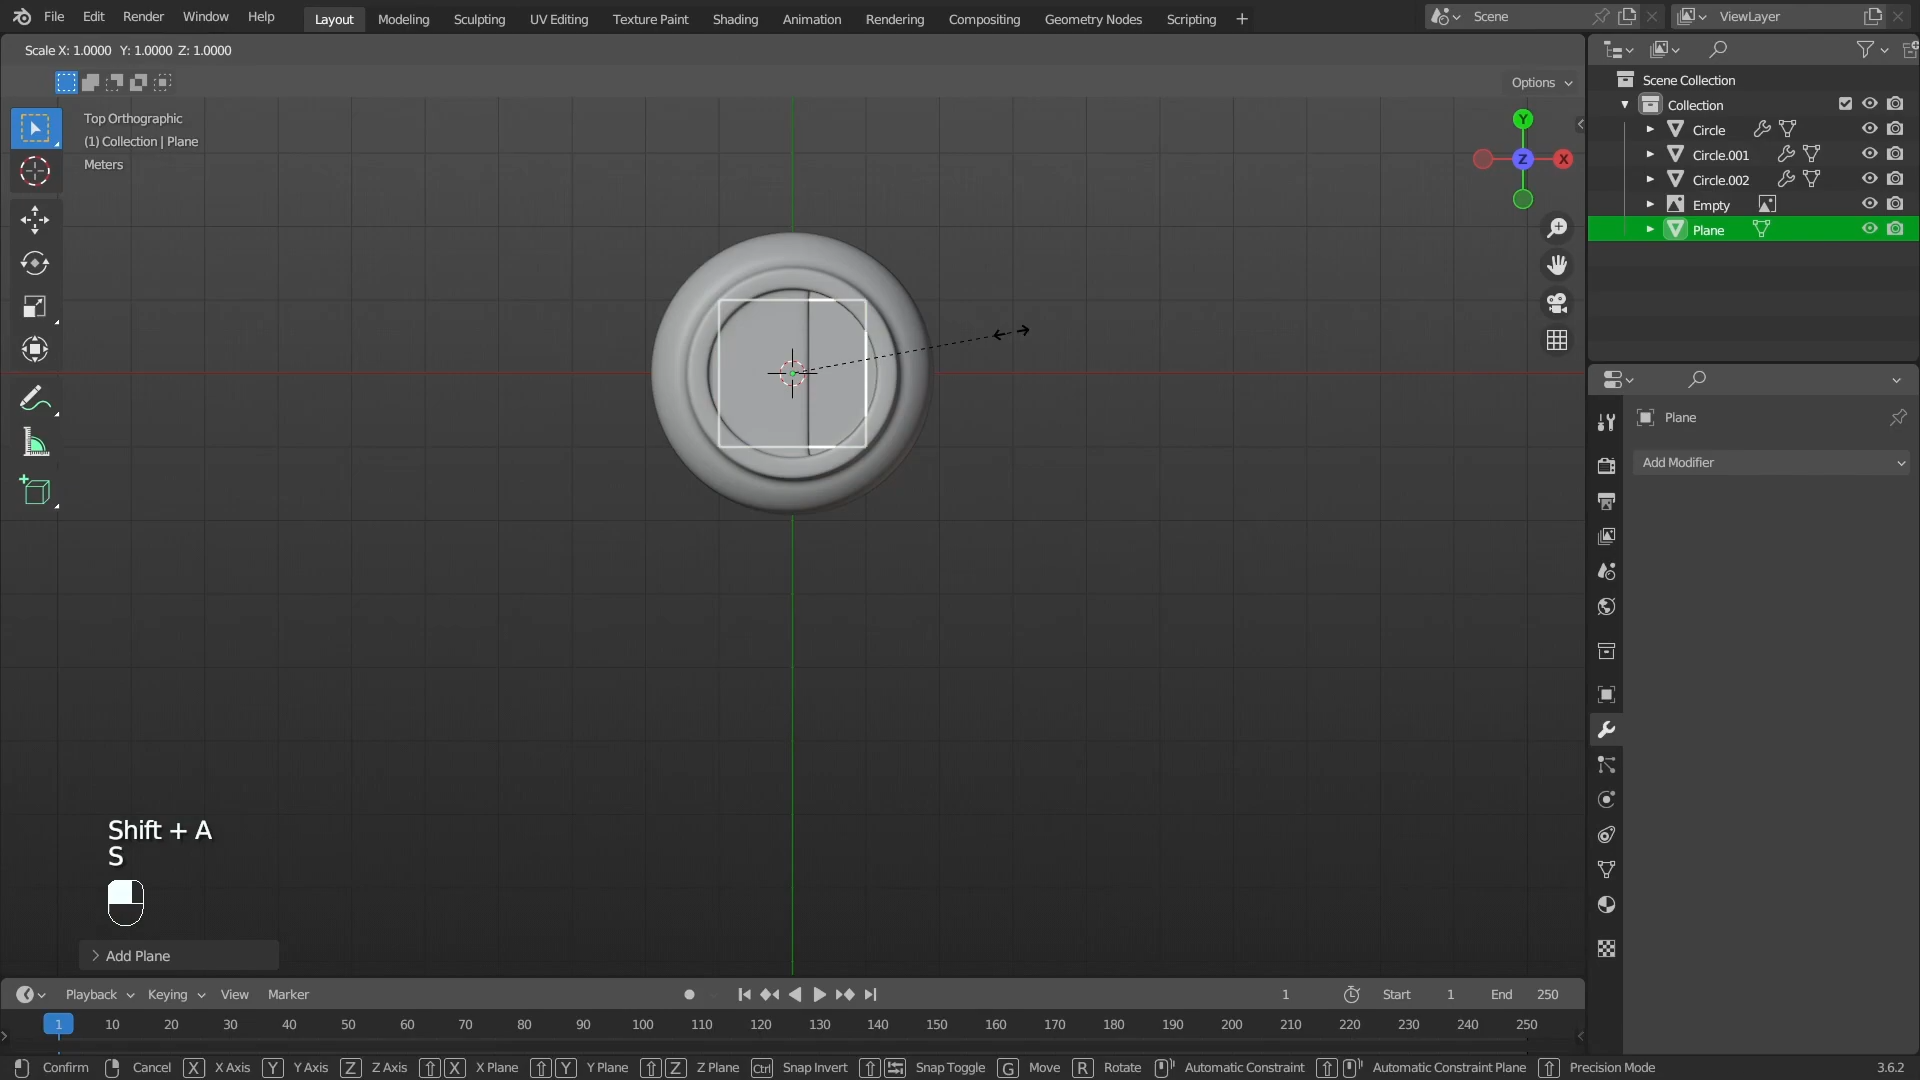 File Edit Render Window Help Layout Modeling Sculpting UV Editing Texture Paint Shading Animation Rendering Compositing Geometry Nodes Scripting + Scene ViewLayer
Scale X: 1.0000 Y: 1.0000 Z: 1.0000
Options
Top Orthographic
(1) Collection | Plane
Meters
Y
Z X
Scene Collection
Collection
Circle
Circle.001
Circle.002
Empty
Plane
Plane
Add Modifier
Shift + A
S
Add Plane
Playback Keying View Marker 1 Start 1 End 250
1 10 20 30 40 50 60 70 80 90 100 110 120 130 140 150 160 170 180 190 200 210 220 230 240 250
Confirm Cancel X X Axis Y Y Axis Z Z Axis X X Plane Y Y Plane Z Z Plane Ctrl Snap Invert Snap Toggle G Move R Rotate Automatic Constraint Automatic Constraint Plane Precision Mode 3.6.2